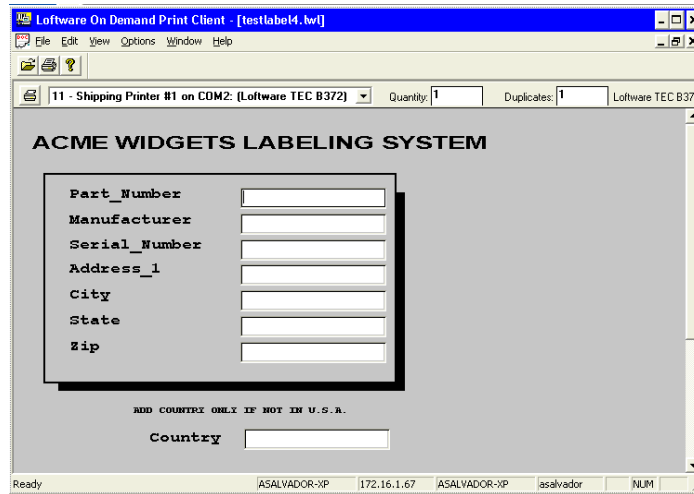 Loftware On Demand Print Client - [testlabel4.lwl]
File Edit View Options Window Help
11 - Shipping Printer #1 on COM2: (Loftware TEC B372) Quantity: 1 Duplicates: 1 Loftware TEC B37
ACME WIDGETS LABELING SYSTEM
Part_Number
Manufacturer
Serial_Number
Address_1
City
State
Zip
ADD COUNTRY ONLY IF NOT IN U.S.A.
Country
Ready ASALVADOR-XP 172.16.1.67 ASALVADOR-XP asalvador NUM